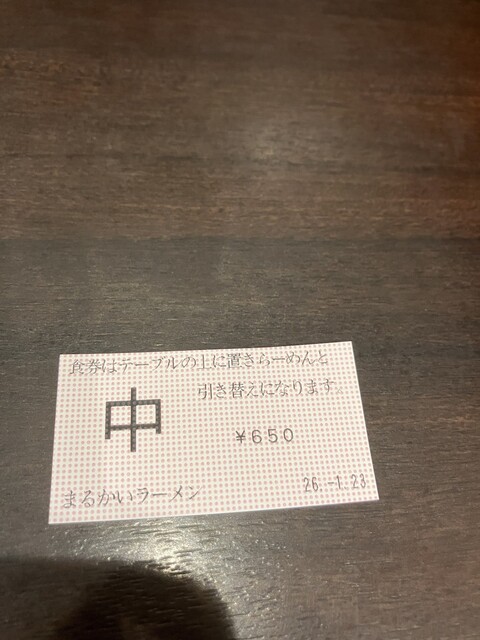 食券はテーブルの上に置きらーめんと
引き替えになります。
中
￥650
まるかいラーメン
26.-1.23